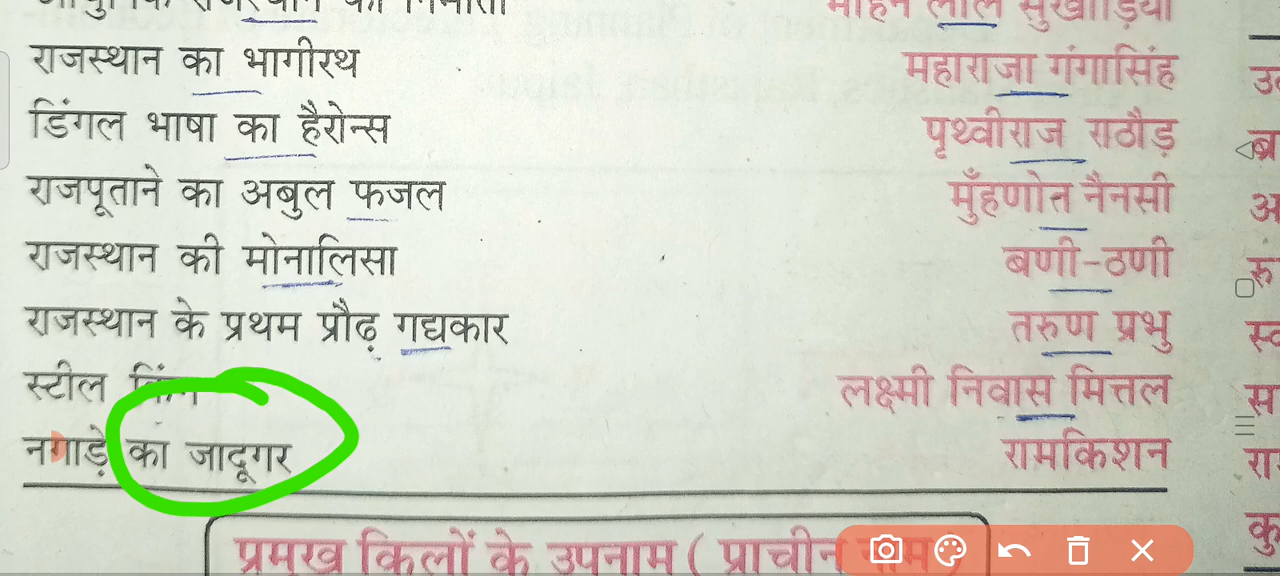 राजस्थान का भागीरथ महाराजा गंगासिंह
डिंगल भाषा का हैरोन्स पृथ्वीराज राठौड़
राजपूताने का अबुल फजल मुँहणोत नैनसी
राजस्थान की मोनालिसा बणी-ठणी
राजस्थान के प्रथम प्रौढ़ गद्यकार तरुण प्रभु
स्टील किंग लक्ष्मी निवास मित्तल
नगाड़े का जादूगर रामकिशन
प्रमुख किलों के उपनाम ( प्राचीन नाम )